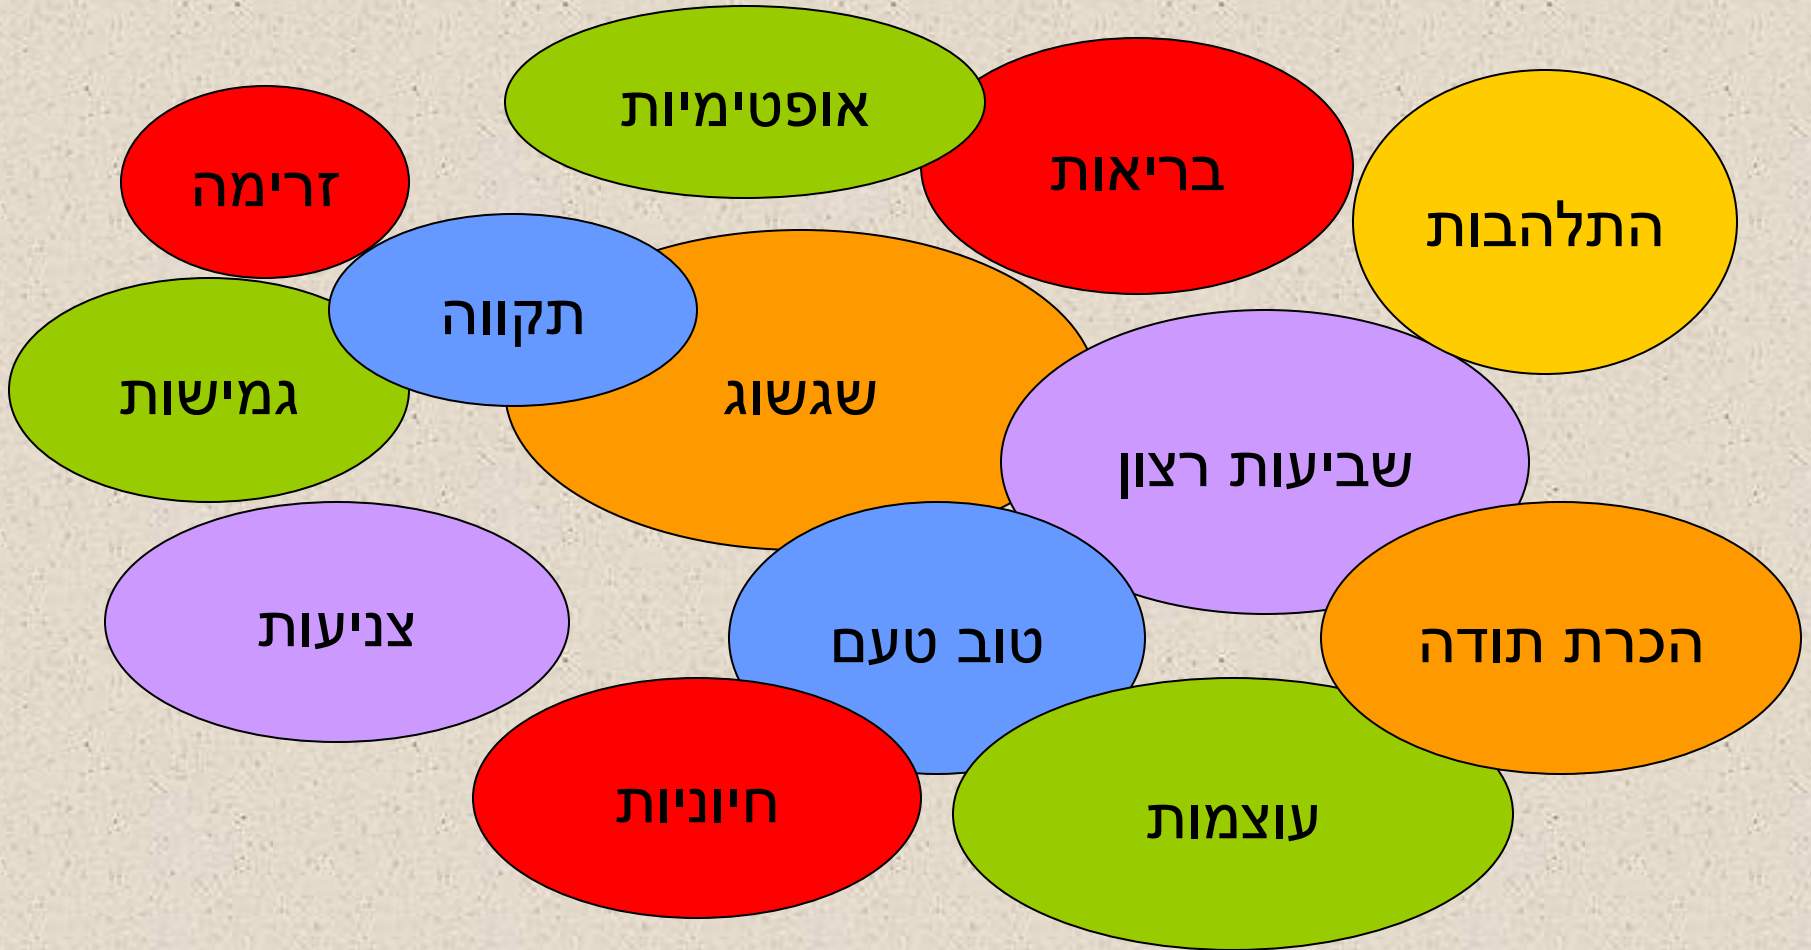 אופטימיות
בריאות
התלהבות
זרימה
תקווה
שגשוג
גמישות
שביעות רצון
צניעות
טוב טעם
הכרת תודה
חיוניות
עוצמות